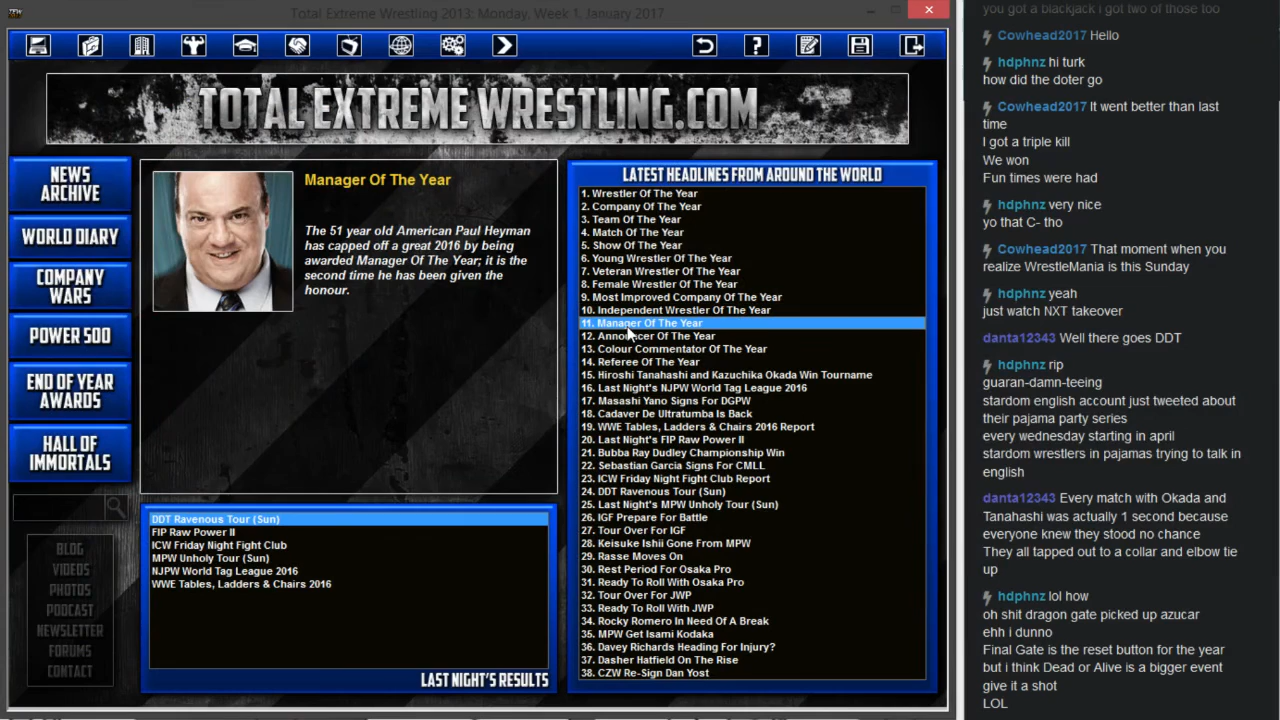 Total Extreme Wrestling 2013: Monday, Week 1, January 2017
TOTAL EXTREME WRESTLING.COM
NEWS
ARCHIVE
WORLD DIARY
COMPANY
WARS
POWER 500
END OF YEAR
AWARDS
HALL OF
IMMORTALS
BLOG
VIDEOS
PHOTOS
PODCAST
NEWSLETTER
FORUMS
CONTACT
Manager Of The Year
The 51 year old American Paul Heyman
has capped off a great 2016 by being
awarded Manager Of The Year; it is the
second time he has been given the
honour.
DDT Ravenous Tour (Sun)
FIP Raw Power II
ICW Friday Night Fight Club
MPW Unholy Tour (Sun)
NJPW World Tag League 2016
WWE Tables, Ladders & Chairs 2016
LAST NIGHT'S RESULTS
LATEST HEADLINES FROM AROUND THE WORLD
1. Wrestler Of The Year
2. Company Of The Year
3. Team Of The Year
4. Match Of The Year
5. Show Of The Year
6. Young Wrestler Of The Year
7. Veteran Wrestler Of The Year
8. Female Wrestler Of The Year
9. Most Improved Company Of The Year
10. Independent Wrestler Of The Year
11. Manager Of The Year
12. Announcer Of The Year
13. Colour Commentator Of The Year
14. Referee Of The Year
15. Hiroshi Tanahashi and Kazuchika Okada Win Tourname
16. Last Night's NJPW World Tag League 2016
17. Masashi Yano Signs For DGPW
18. Cadaver De Ultratumba Is Back
19. WWE Tables, Ladders & Chairs 2016 Report
20. Last Night's FIP Raw Power II
21. Bubba Ray Dudley Championship Win
22. Sebastian Garcia Signs For CMLL
23. ICW Friday Night Fight Club Report
24. DDT Ravenous Tour (Sun)
25. Last Night's MPW Unholy Tour (Sun)
26. IGF Prepare For Battle
27. Tour Over For IGF
28. Keisuke Ishii Gone From MPW
29. Rasse Moves On
30. Rest Period For Osaka Pro
31. Ready To Roll With Osaka Pro
32. Tour Over For JWP
33. Ready To Roll With JWP
34. Rocky Romero In Need Of A Break
35. MPW Get Isami Kodaka
36. Davey Richards Heading For Injury?
37. Dasher Hatfield On The Rise
38. CZW Re-Sign Dan Yost
you got a blackjack i got two of those too
Cowhead2017 Hello
hdphnz hi turk
how did the doter go
Cowhead2017 It went better than last
time
I got a triple kill
We won
Fun times were had
hdphnz very nice
yo that C- tho
Cowhead2017 That moment when you
realize WrestleMania is this Sunday
hdphnz yeah
just watch NXT takeover
danta12343 Well there goes DDT
hdphnz rip
guaran-damn-teeing
stardom english account just tweeted about
their pajama party series
every wednesday starting in april
stardom wrestlers in pajamas trying to talk in
english
danta12343 Every match with Okada and
Tanahashi was actually 1 second because
everyone knew they stood no chance
They all tapped out to a collar and elbow tie
up
hdphnz lol how
oh shit dragon gate picked up azucar
ehh i dunno
Final Gate is the reset button for the year
but i think Dead or Alive is a bigger event
give it a shot
LOL